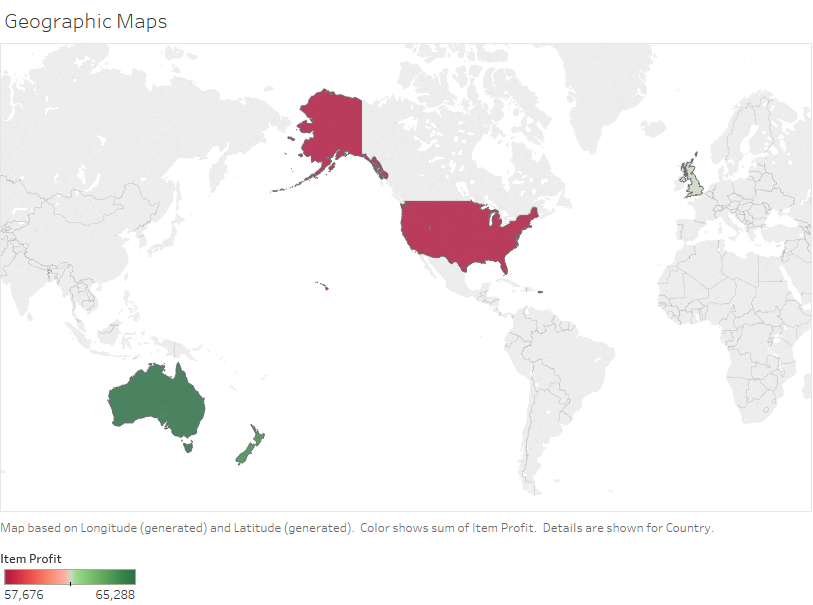 Geographic Maps
Map based on Longitude (generated) and Latitude (generated).  Color shows sum of Item Profit.  Details are shown for Country.
Item Profit
57,676 65,288